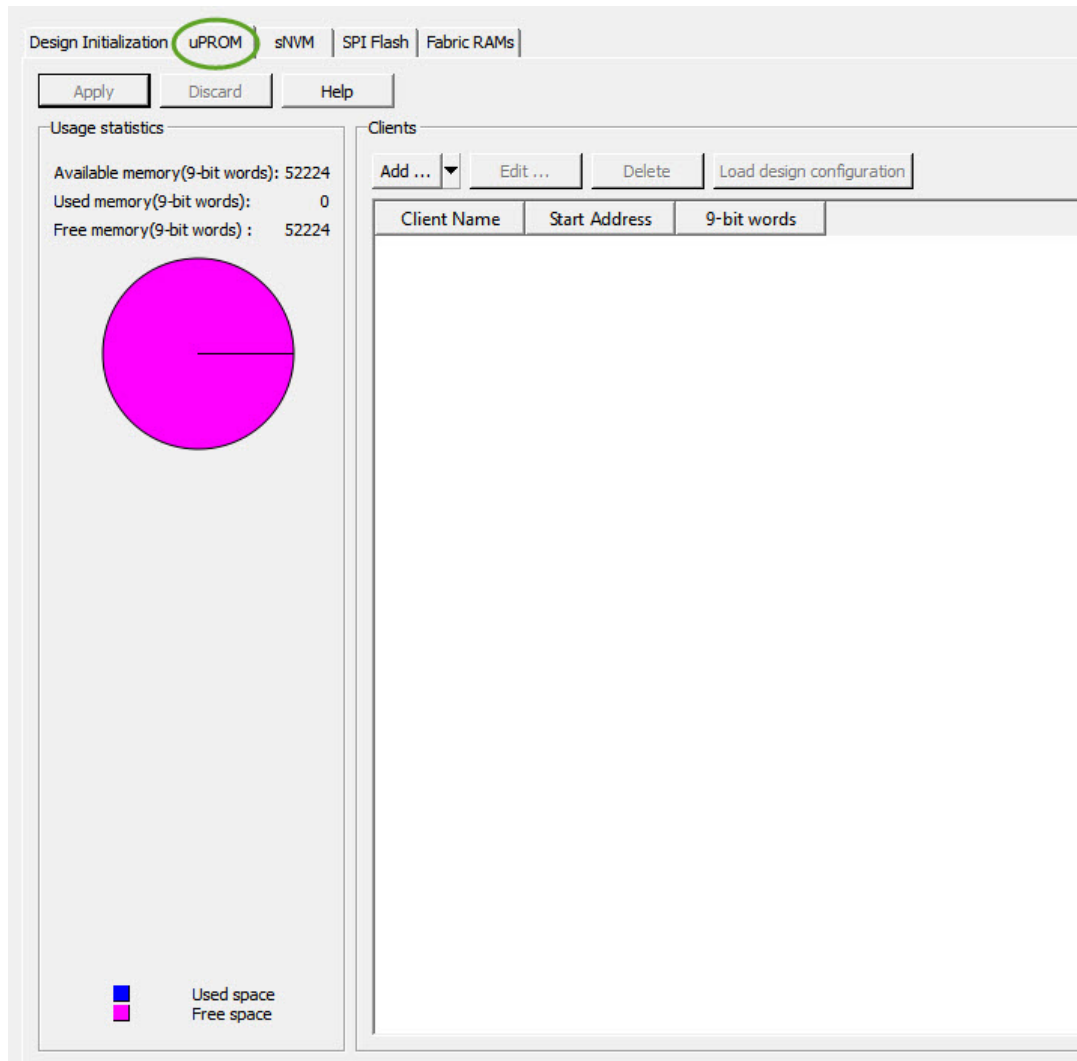 Design Initialization uPROM sNVM SPI Flash Fabric RAMs
Apply Discard Help
Usage statistics
Available memory(9-bit words): 52224
Used memory(9-bit words): 0
Free memory(9-bit words) : 52224
Used space
Free space
Clients
Add ... Edit ... Delete Load design configuration
Client Name Start Address 9-bit words